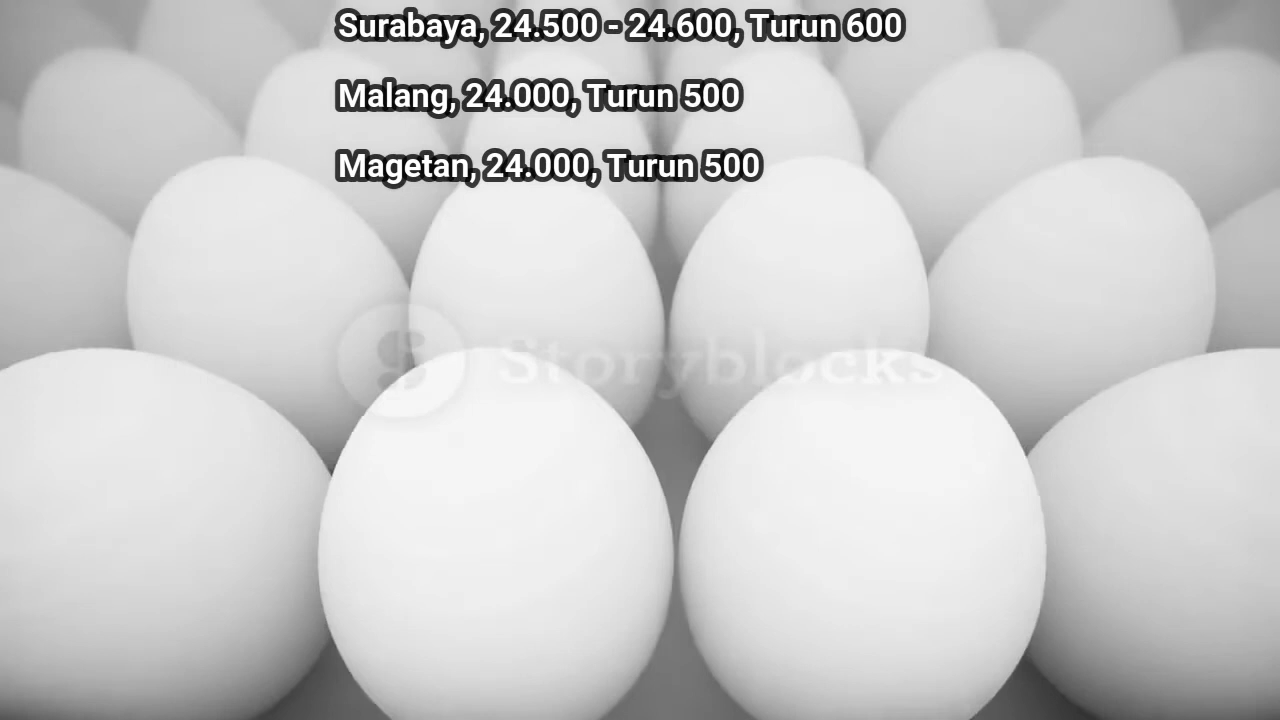 Surabaya, 24.500 - 24.600, Turun 600
Malang, 24.000, Turun 500
Magetan, 24.000, Turun 500
Storyblocks